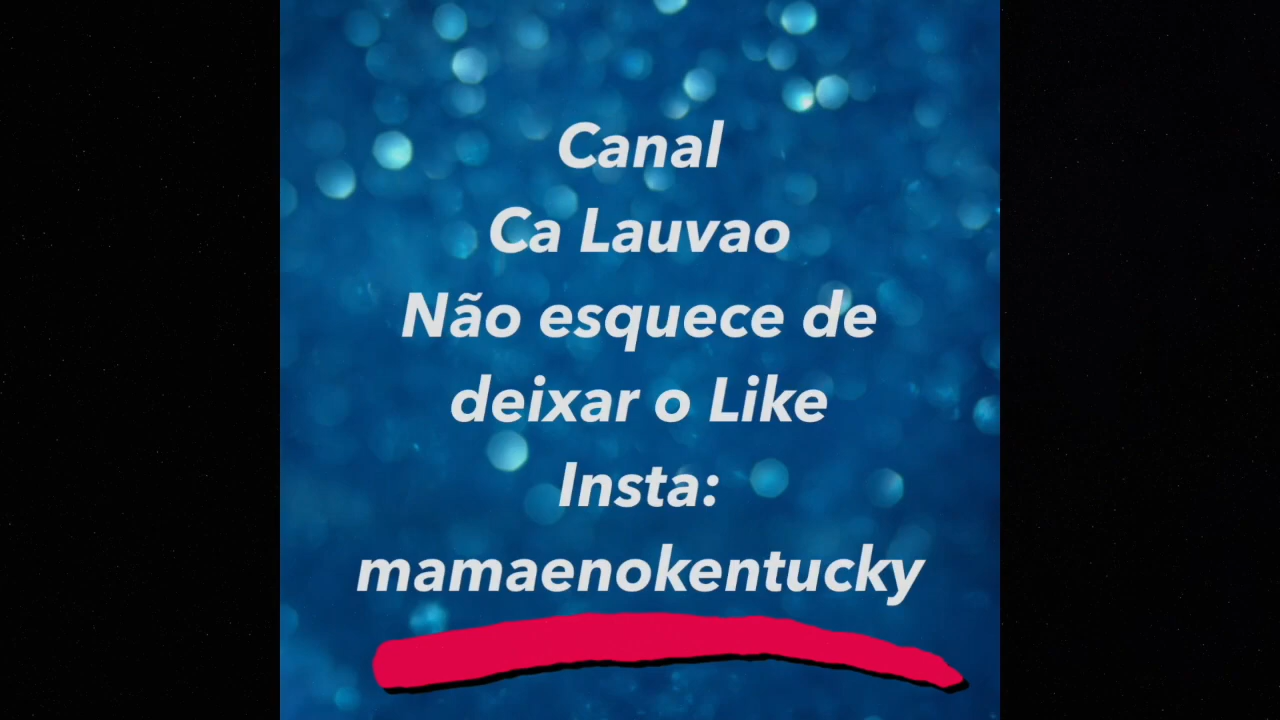 Canal
Ca Lauvao
Não esquece de
deixar o Like
Insta:
mamaenokentucky